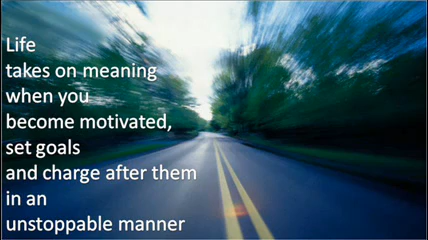 Life
takes on meaning
when you
become motivated,
set goals
and charge after them
in an
unstoppable manner